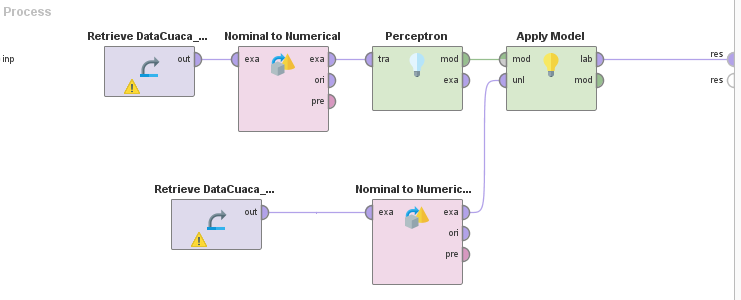 Process
Retrieve DataCuaca_... Nominal to Numerical Perceptron Apply Model
inp out exa exa tra mod mod lab res
ori exa unl mod res
pre
Retrieve DataCuaca_... Nominal to Numeric...
out exa exa
ori
pre